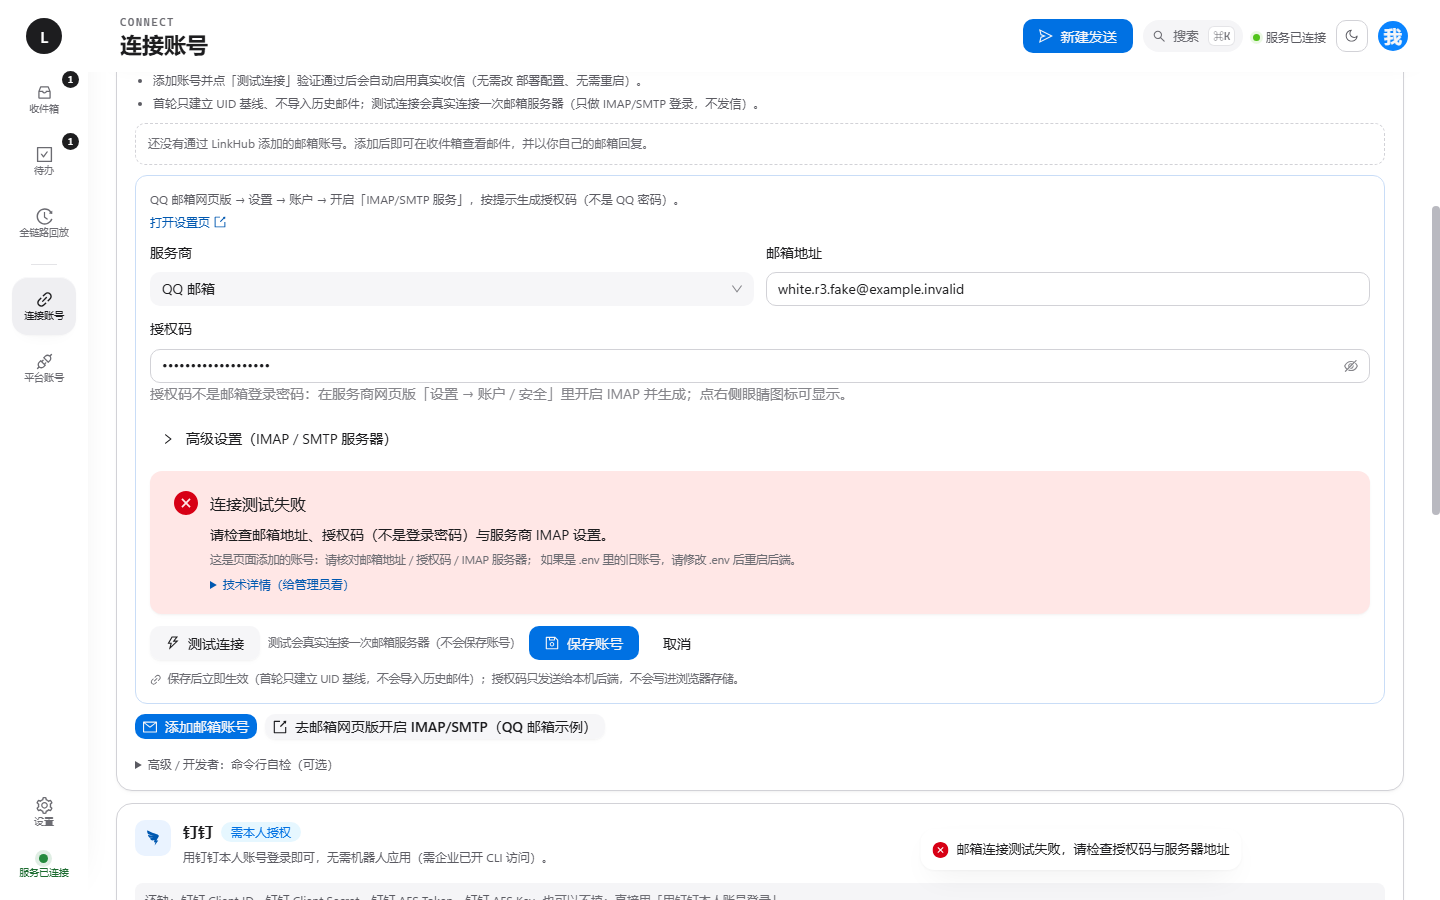 L
CONNECT
连接账号
新建发送
搜索
⌘K
服务已连接
我
1
收件箱
1
待办
全链路回放
连接账号
平台账号
设置
服务已连接
添加账号并点「测试连接」验证通过后会自动启用真实收信（无需改 部署配置、无需重启）。
首轮只建立 UID 基线、不导入历史邮件；测试连接会真实连接一次邮箱服务器（只做 IMAP/SMTP 登录，不发信）。
还没有通过 LinkHub 添加的邮箱账号。添加后即可在收件箱查看邮件，并以你自己的邮箱回复。
QQ 邮箱网页版 → 设置 → 账户 → 开启「IMAP/SMTP 服务」，按提示生成授权码（不是 QQ 密码）。
打开设置页
服务商
邮箱地址
QQ 邮箱
white.r3.fake@example.invalid
授权码
•••••••••••••••••••
授权码不是邮箱登录密码：在服务商网页版「设置 → 账户 / 安全」里开启 IMAP 并生成；点右侧眼睛图标可显示。
高级设置（IMAP / SMTP 服务器）
连接测试失败
请检查邮箱地址、授权码（不是登录密码）与服务商 IMAP 设置。
这是页面添加的账号：请核对邮箱地址 / 授权码 / IMAP 服务器； 如果是 .env 里的旧账号，请修改 .env 后重启后端。
技术详情（给管理员看）
测试连接
测试会真实连接一次邮箱服务器（不会保存账号）
保存账号
取消
保存后立即生效（首轮只建立 UID 基线，不会导入历史邮件）；授权码只发送给本机后端，不会写进浏览器存储。
添加邮箱账号
去邮箱网页版开启 IMAP/SMTP（QQ 邮箱示例）
高级 / 开发者：命令行自检（可选）
钉钉
需本人授权
用钉钉本人账号登录即可，无需机器人应用（需企业已开 CLI 访问）。
邮箱连接测试失败，请检查授权码与服务器地址
还缺：钉钉 Client ID、钉钉 Client Secret、钉钉 AES Token、钉钉 AES Key